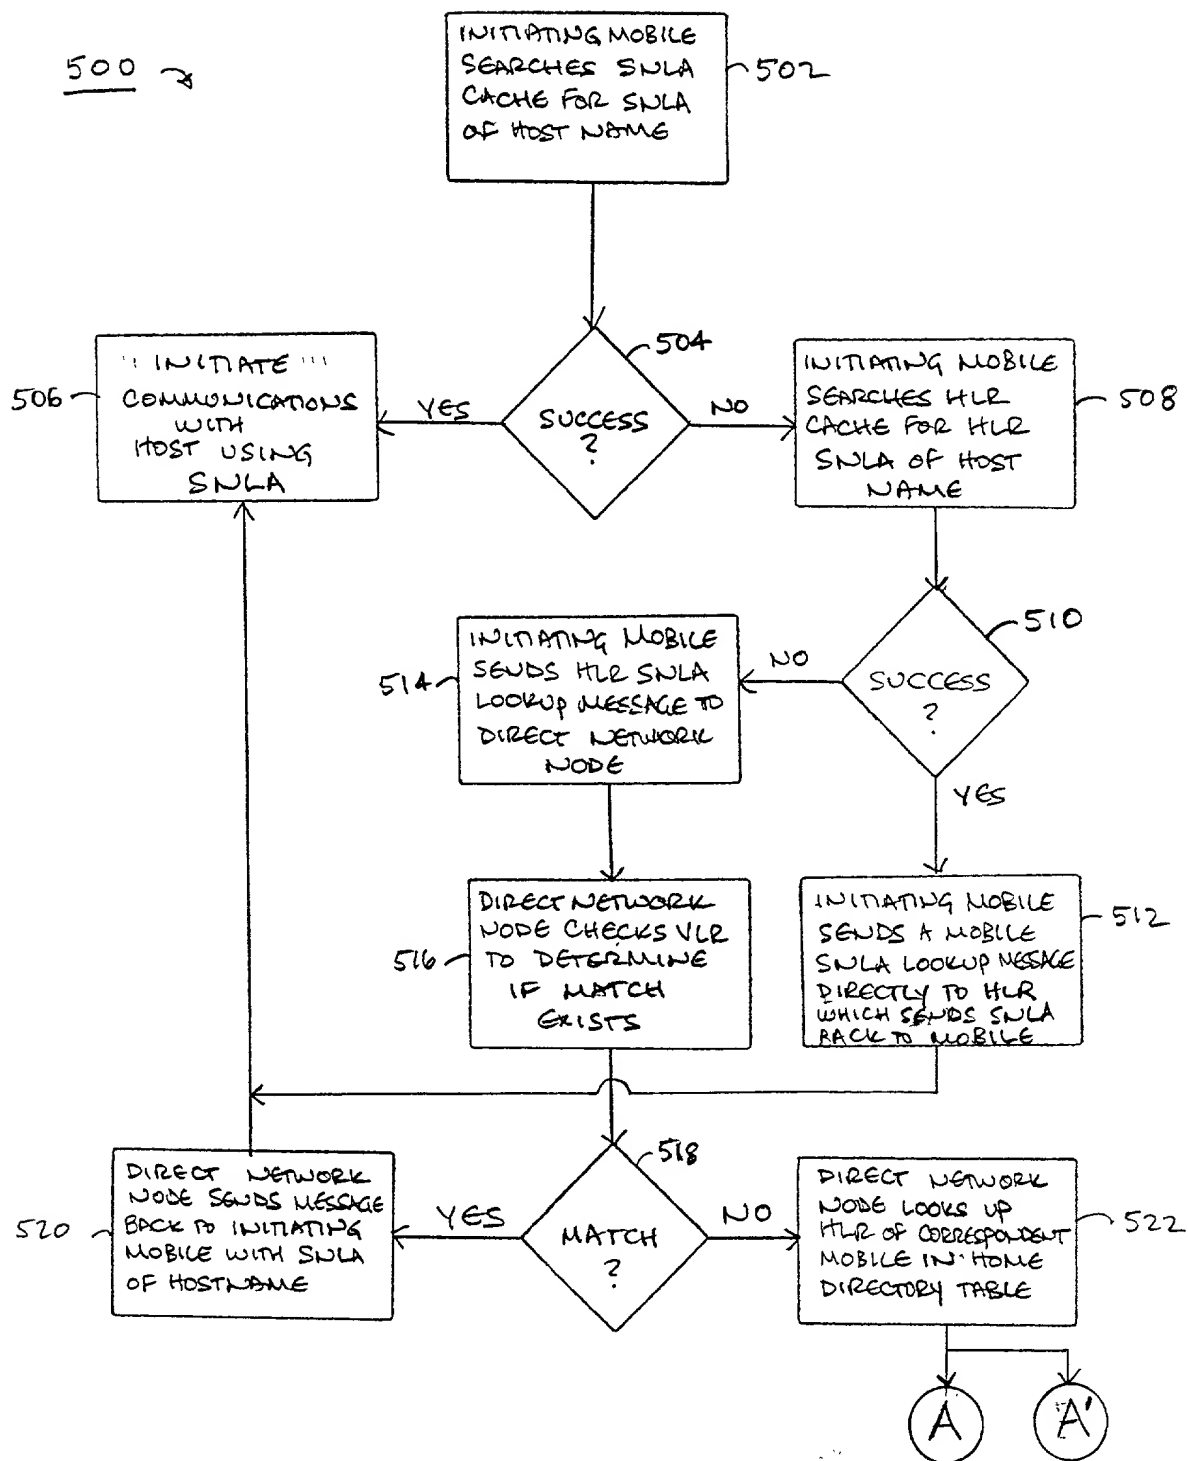 500
INITIATING MOBILE
SEARCHES SNLA
CACHE FOR SNLA
OF HOST NAME
502
504
SUCCESS
?
YES
NO
506
INITIATE
COMMUNICATIONS
WITH
HOST USING
SNLA
INITIATING MOBILE
SEARCHES HLR
CACHE FOR HLR
SNLA OF HOST
NAME
508
510
SUCCESS
?
NO
YES
514
INITIATING MOBILE
SENDS HLR SNLA
LOOKUP MESSAGE TO
DIRECT NETWORK
NODE
516
DIRECT NETWORK
NODE CHECKS VLR
TO DETERMINE
IF MATCH
EXISTS
INITIATING MOBILE
SENDS A MOBILE
SNLA LOOKUP MESSAGE
DIRECTLY TO HLR
WHICH SENDS SNLA
BACK TO MOBILE
512
518
MATCH
?
YES
NO
520
DIRECT NETWORK
NODE SENDS MESSAGE
BACK TO INITIATING
MOBILE WITH SNLA
OF HOSTNAME
DIRECT NETWORK
NODE LOOKS UP
HLR OF CORRESPONDENT
MOBILE IN HOME
DIRECTORY TABLE
522
A
A'